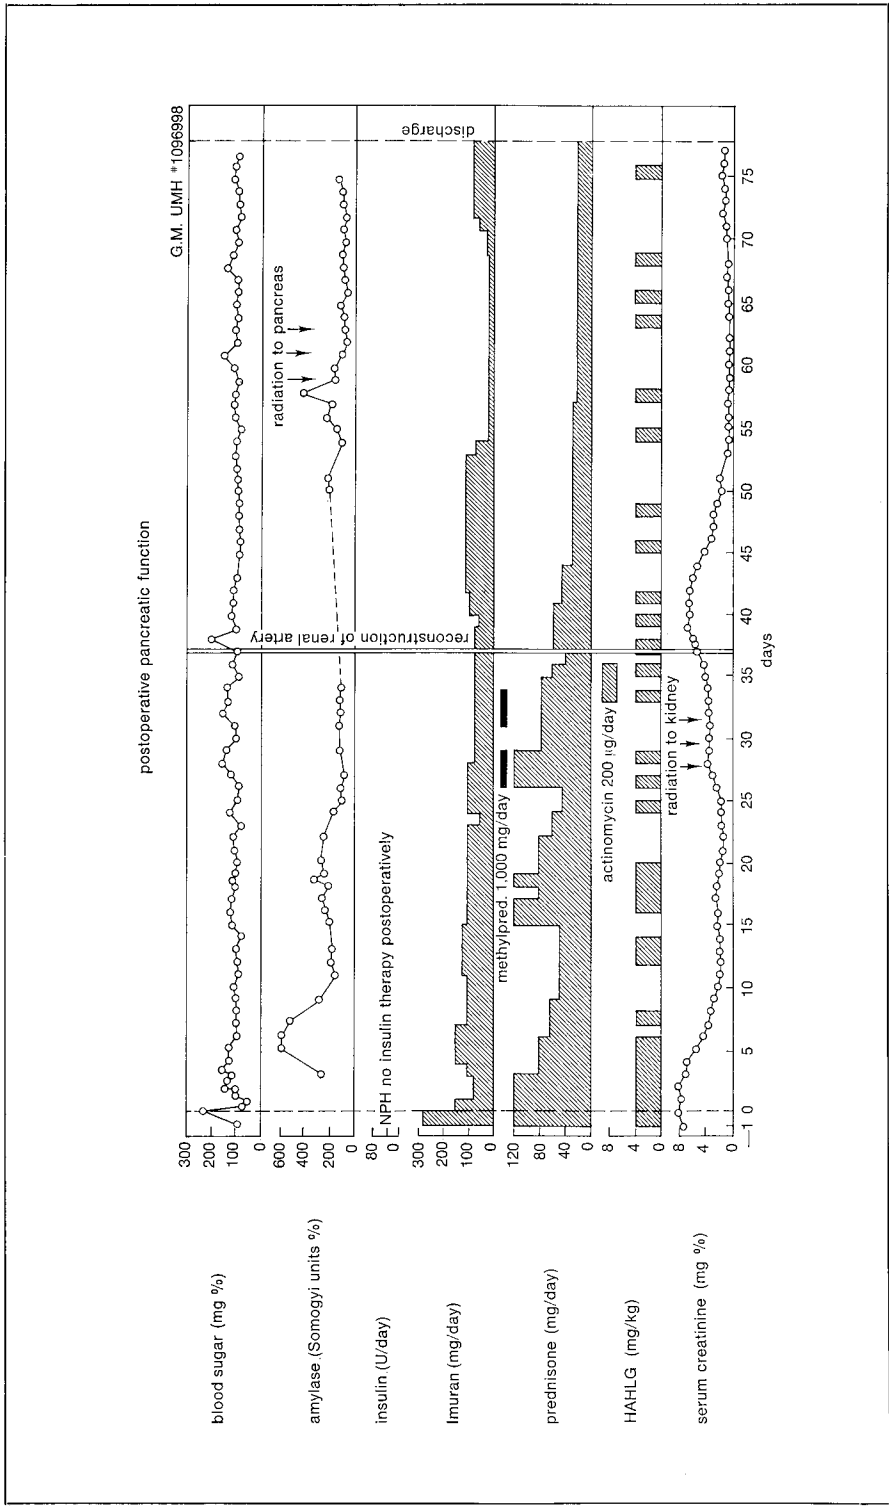 postoperative pancreatic function
G.M. UMH #1096998
blood sugar (mg %)
300
200
100
0
amylase (Somogyi units %)
600
400
200
0
radiation to pancreas
discharge
reconstruction of renal artery
insulin (U/day)
80
0
NPH no insulin therapy postoperatively
Imuran (mg/day)
300
200
100
0
methylpred. 1,000 mg/day
prednisone (mg/day)
120
80
40
0
actinomycin 200 µg/day
HAHLG (mg/kg)
8
4
0
radiation to kidney
serum creatinine (mg %)
8
4
0
-1 0 5 10 15 20 25 30 35 40 45 50 55 60 65 70 75
days